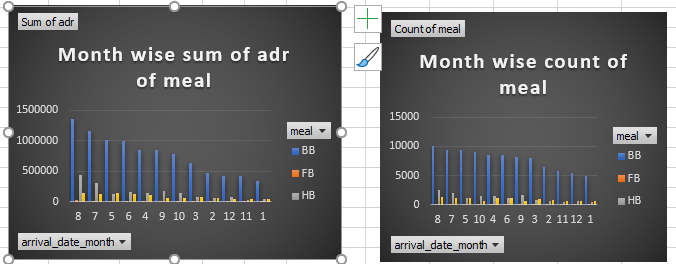 Sum of adr
Month wise sum of adr
of meal
1500000
1000000
500000
0
8 7 5 6 4 9 10 3 2 12 11 1
meal
BB
FB
HB
arrival_date_month
Count of meal
Month wise count of
meal
15000
10000
5000
0
8 7 5 4 6 10 9 3 2 11 12 1
meal
BB
FB
HB
arrival_date_month